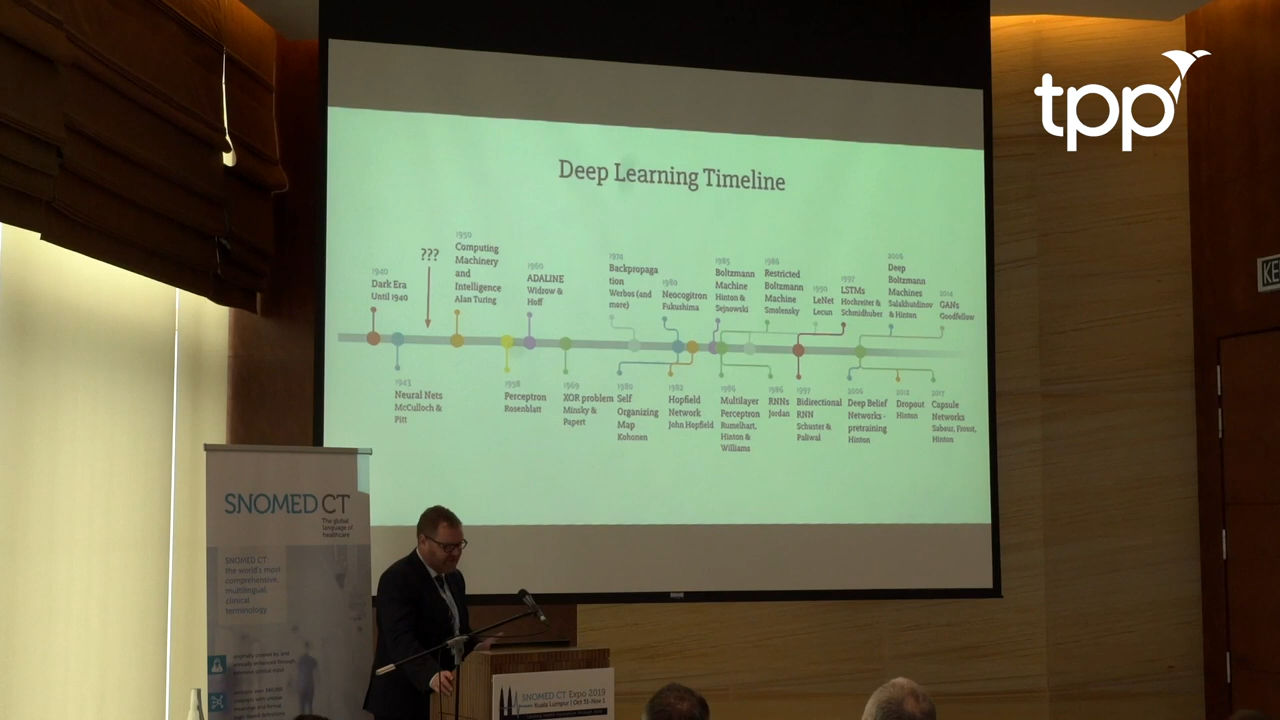 tpp
KE
Deep Learning Timeline
1940
Dark Era
Until 1940
???
1950
Computing
Machinery
and
Intelligence
Alan Turing
1960
ADALINE
Widrow &
Hoff
1974
Backpropaga
tion
Werbos (and
more)
1980
Neocogitron
Fukushima
1985
Boltzmann
Machine
Hinton &
Sejnowski
1986
Restricted
Boltzmann
Machine
Smolensky
1990
LeNet
Lecun
1997
LSTMs
Hochreiter &
Schmidhuber
2006
Deep
Boltzmann
Machines
Salakhutdinov
& Hinton
2014
GANs
Goodfellow
1943
Neural Nets
McCulloch &
Pitt
1958
Perceptron
Rosenblatt
1969
XOR problem
Minsky &
Papert
1980
Self
Organizing
Map
Kohonen
1982
Hopfield
Network
John Hopfield
1986
Multilayer
Perceptron
Rumelhart,
Hinton &
Williams
1986
RNNs
Jordan
1997
Bidirectional
RNN
Schuster &
Paliwal
2006
Deep Belief
Networks -
pretraining
Hinton
2012
Dropout
Hinton
2017
Capsule
Networks
Sabour, Frosst,
Hinton
SNOMED CT
The global
language of
healthcare
SNOMED CT
the world's most
comprehensive,
multilingual
clinical
terminology
SNOMED CT Expo 2019
Kuala Lumpur | Oct 31-Nov 1